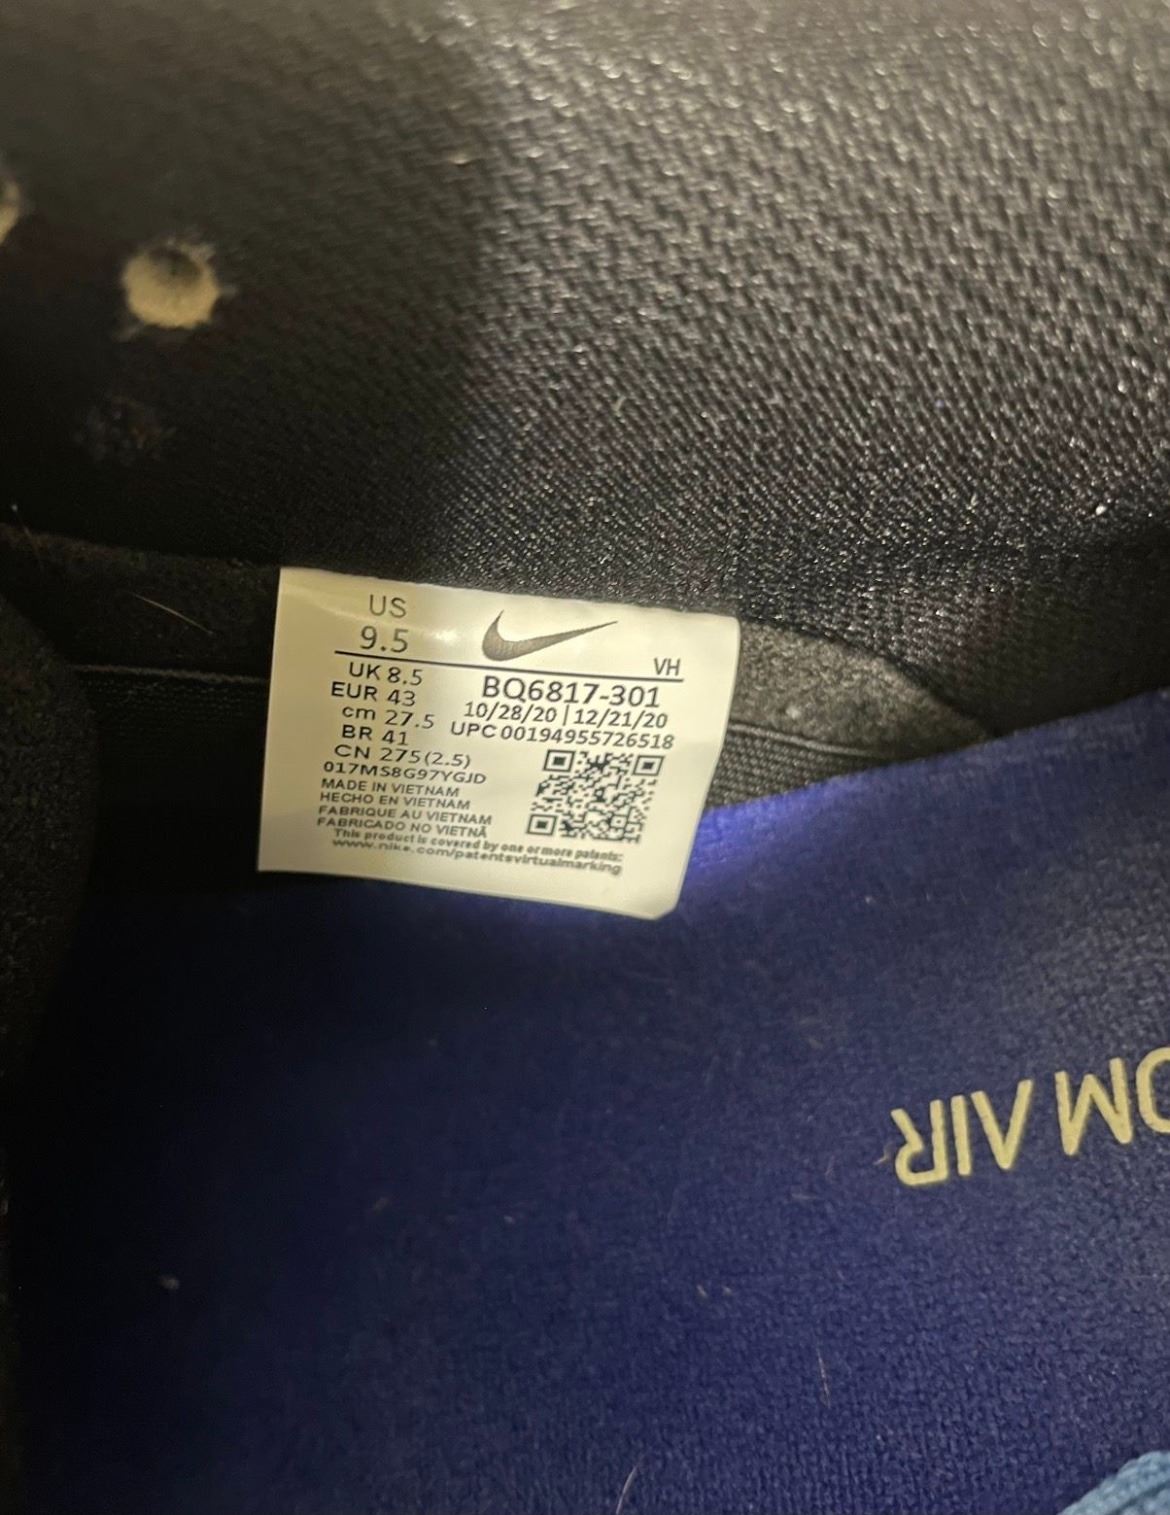 US
9.5
VH
UK 8.5
EUR 43
cm 27.5
BR 41
CN 275(2.5)
BQ6817-301
10/28/20 | 12/21/20
UPC 00194955726518
017MS8G97YGJD
MADE IN VIETNAM
HECHO EN VIETNAM
FABRIQUE AU VIETNAM
FABRICADO NO VIETNÃ
This product is covered by one or more patents:
www.nike.com/patentsvirtualmarking
OM AIR